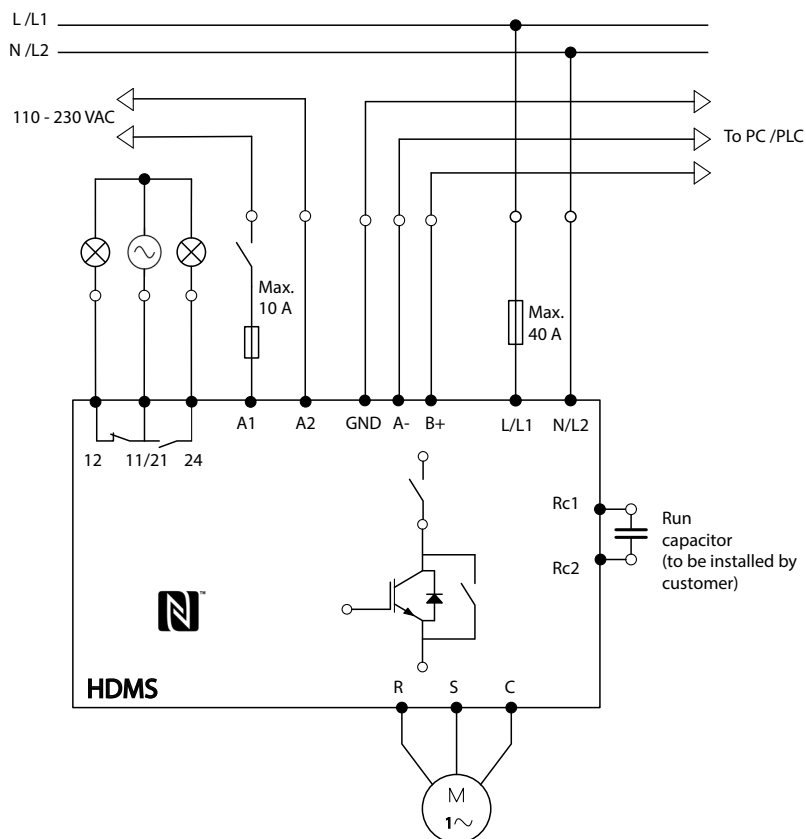 L /L1
N /L2
110 - 230 VAC
To PC /PLC
Max.
10 A
Max.
40 A
A1
A2
GND
A-
B+
L/L1
N/L2
12
11/21
24
Rc1
Rc2
Run
capacitor
(to be installed by
customer)
N™
HDMS
R
S
C
M
1~